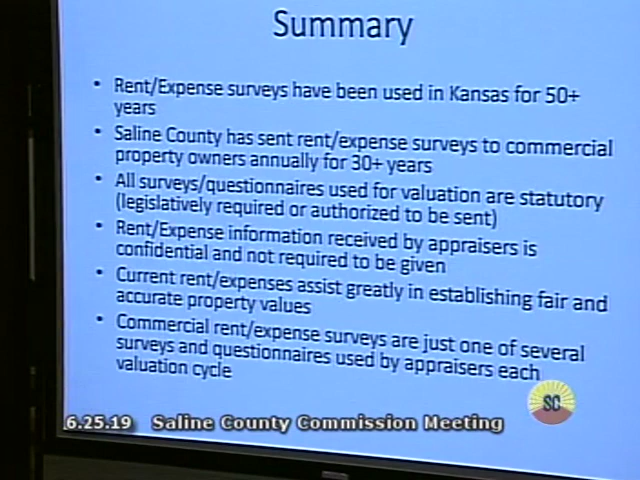 Summary
• Rent/Expense surveys have been used in Kansas for 50+
years
• Saline County has sent rent/expense surveys to commercial
property owners annually for 30+ years
• All surveys/questionnaires used for valuation are statutory
(legislatively required or authorized to be sent)
• Rent/Expense information received by appraisers is
confidential and not required to be given
• Current rent/expenses assist greatly in establishing fair and
accurate property values
• Commercial rent/expense surveys are just one of several
surveys and questionnaires used by appraisers each
valuation cycle
SC
6.25.19 Saline County Commission Meeting